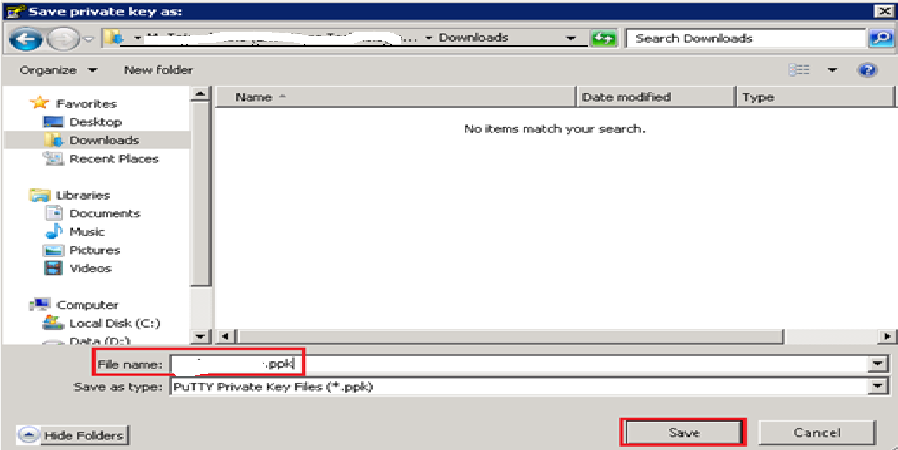 Save private key as:
... Downloads
Search Downloads
Organize
New folder
Name
Date modified
Type
No items match your search.
Favorites
Desktop
Downloads
Recent Places
Libraries
Documents
Music
Pictures
Videos
Computer
Local Disk (C:)
Data (D:)
File name: .ppk
Save as type: PuTTY Private Key Files (*.ppk)
Hide Folders
Save
Cancel